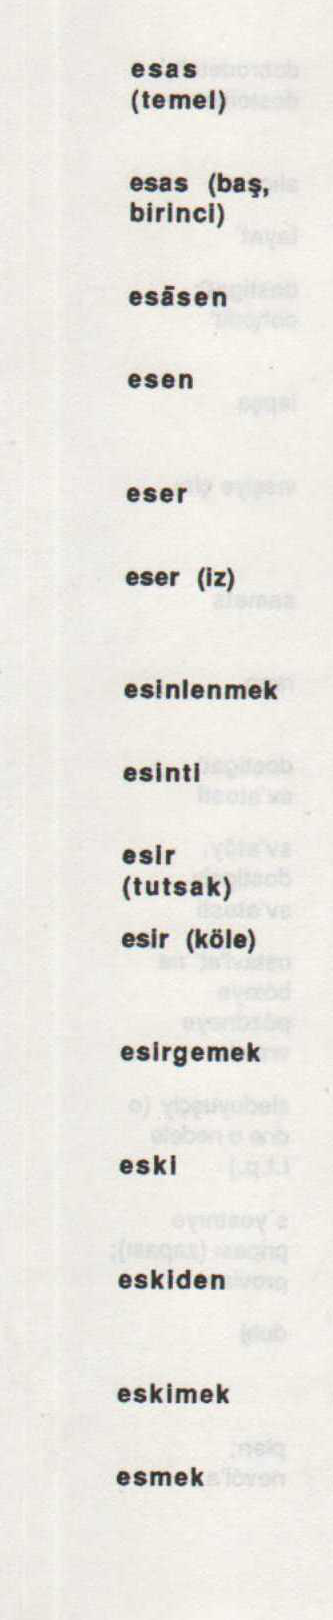 esas
(temel)
esas (baş,
birinci)
esāsen
esen
eser
eser (iz)
esinlenmek
esinti
esir
(tutsak)
esir (köle)
esirgemek
eski
eskiden
eskimek
esmek